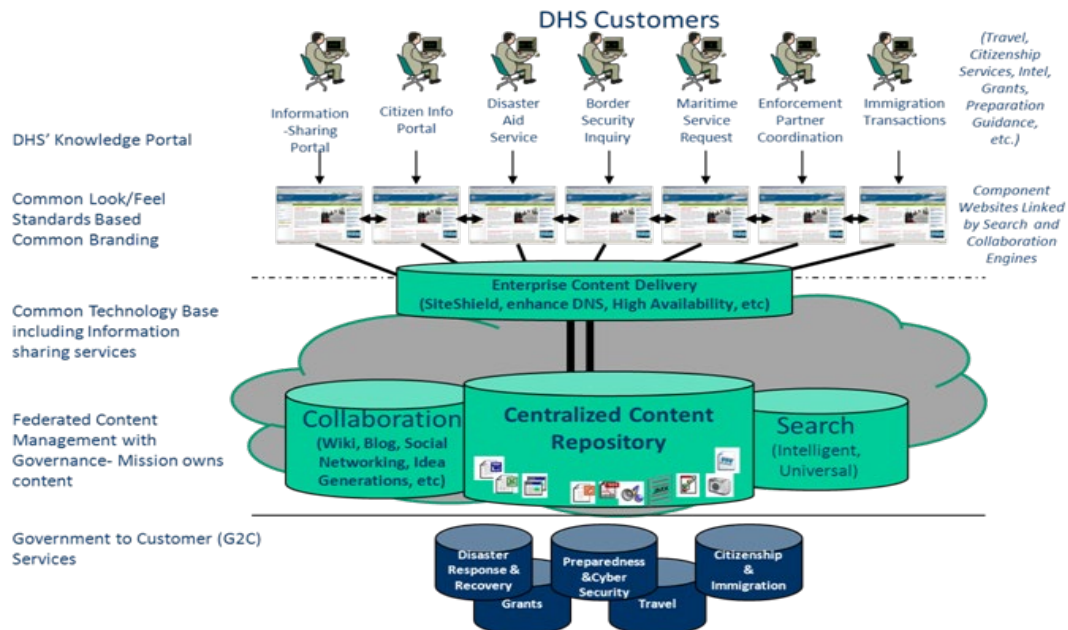 DHS Customers
Information
-Sharing
Portal
Citizen Info
Portal
Disaster
Aid
Service
Border
Security
Inquiry
Maritime
Service
Request
Enforcement
Partner
Coordination
Immigration
Transactions
(Travel,
Citizenship
Services, Intel,
Grants,
Preparation
Guidance,
etc.)
DHS’ Knowledge Portal
Common Look/Feel
Standards Based
Common Branding
Component
Websites Linked
by Search and
Collaboration
Engines
Enterprise Content Delivery
(SiteShield, enhance DNS, High Availability, etc)
Common Technology Base
including Information
sharing services
Federated Content
Management with
Governance- Mission owns
content
Collaboration
(Wiki, Blog, Social
Networking, Idea
Generations, etc)
Centralized Content
Repository
Search
(Intelligent,
Universal)
Government to Customer (G2C)
Services
Disaster
Response &
Recovery
Grants
Preparedness
&Cyber
Security
Travel
Citizenship
&
Immigration